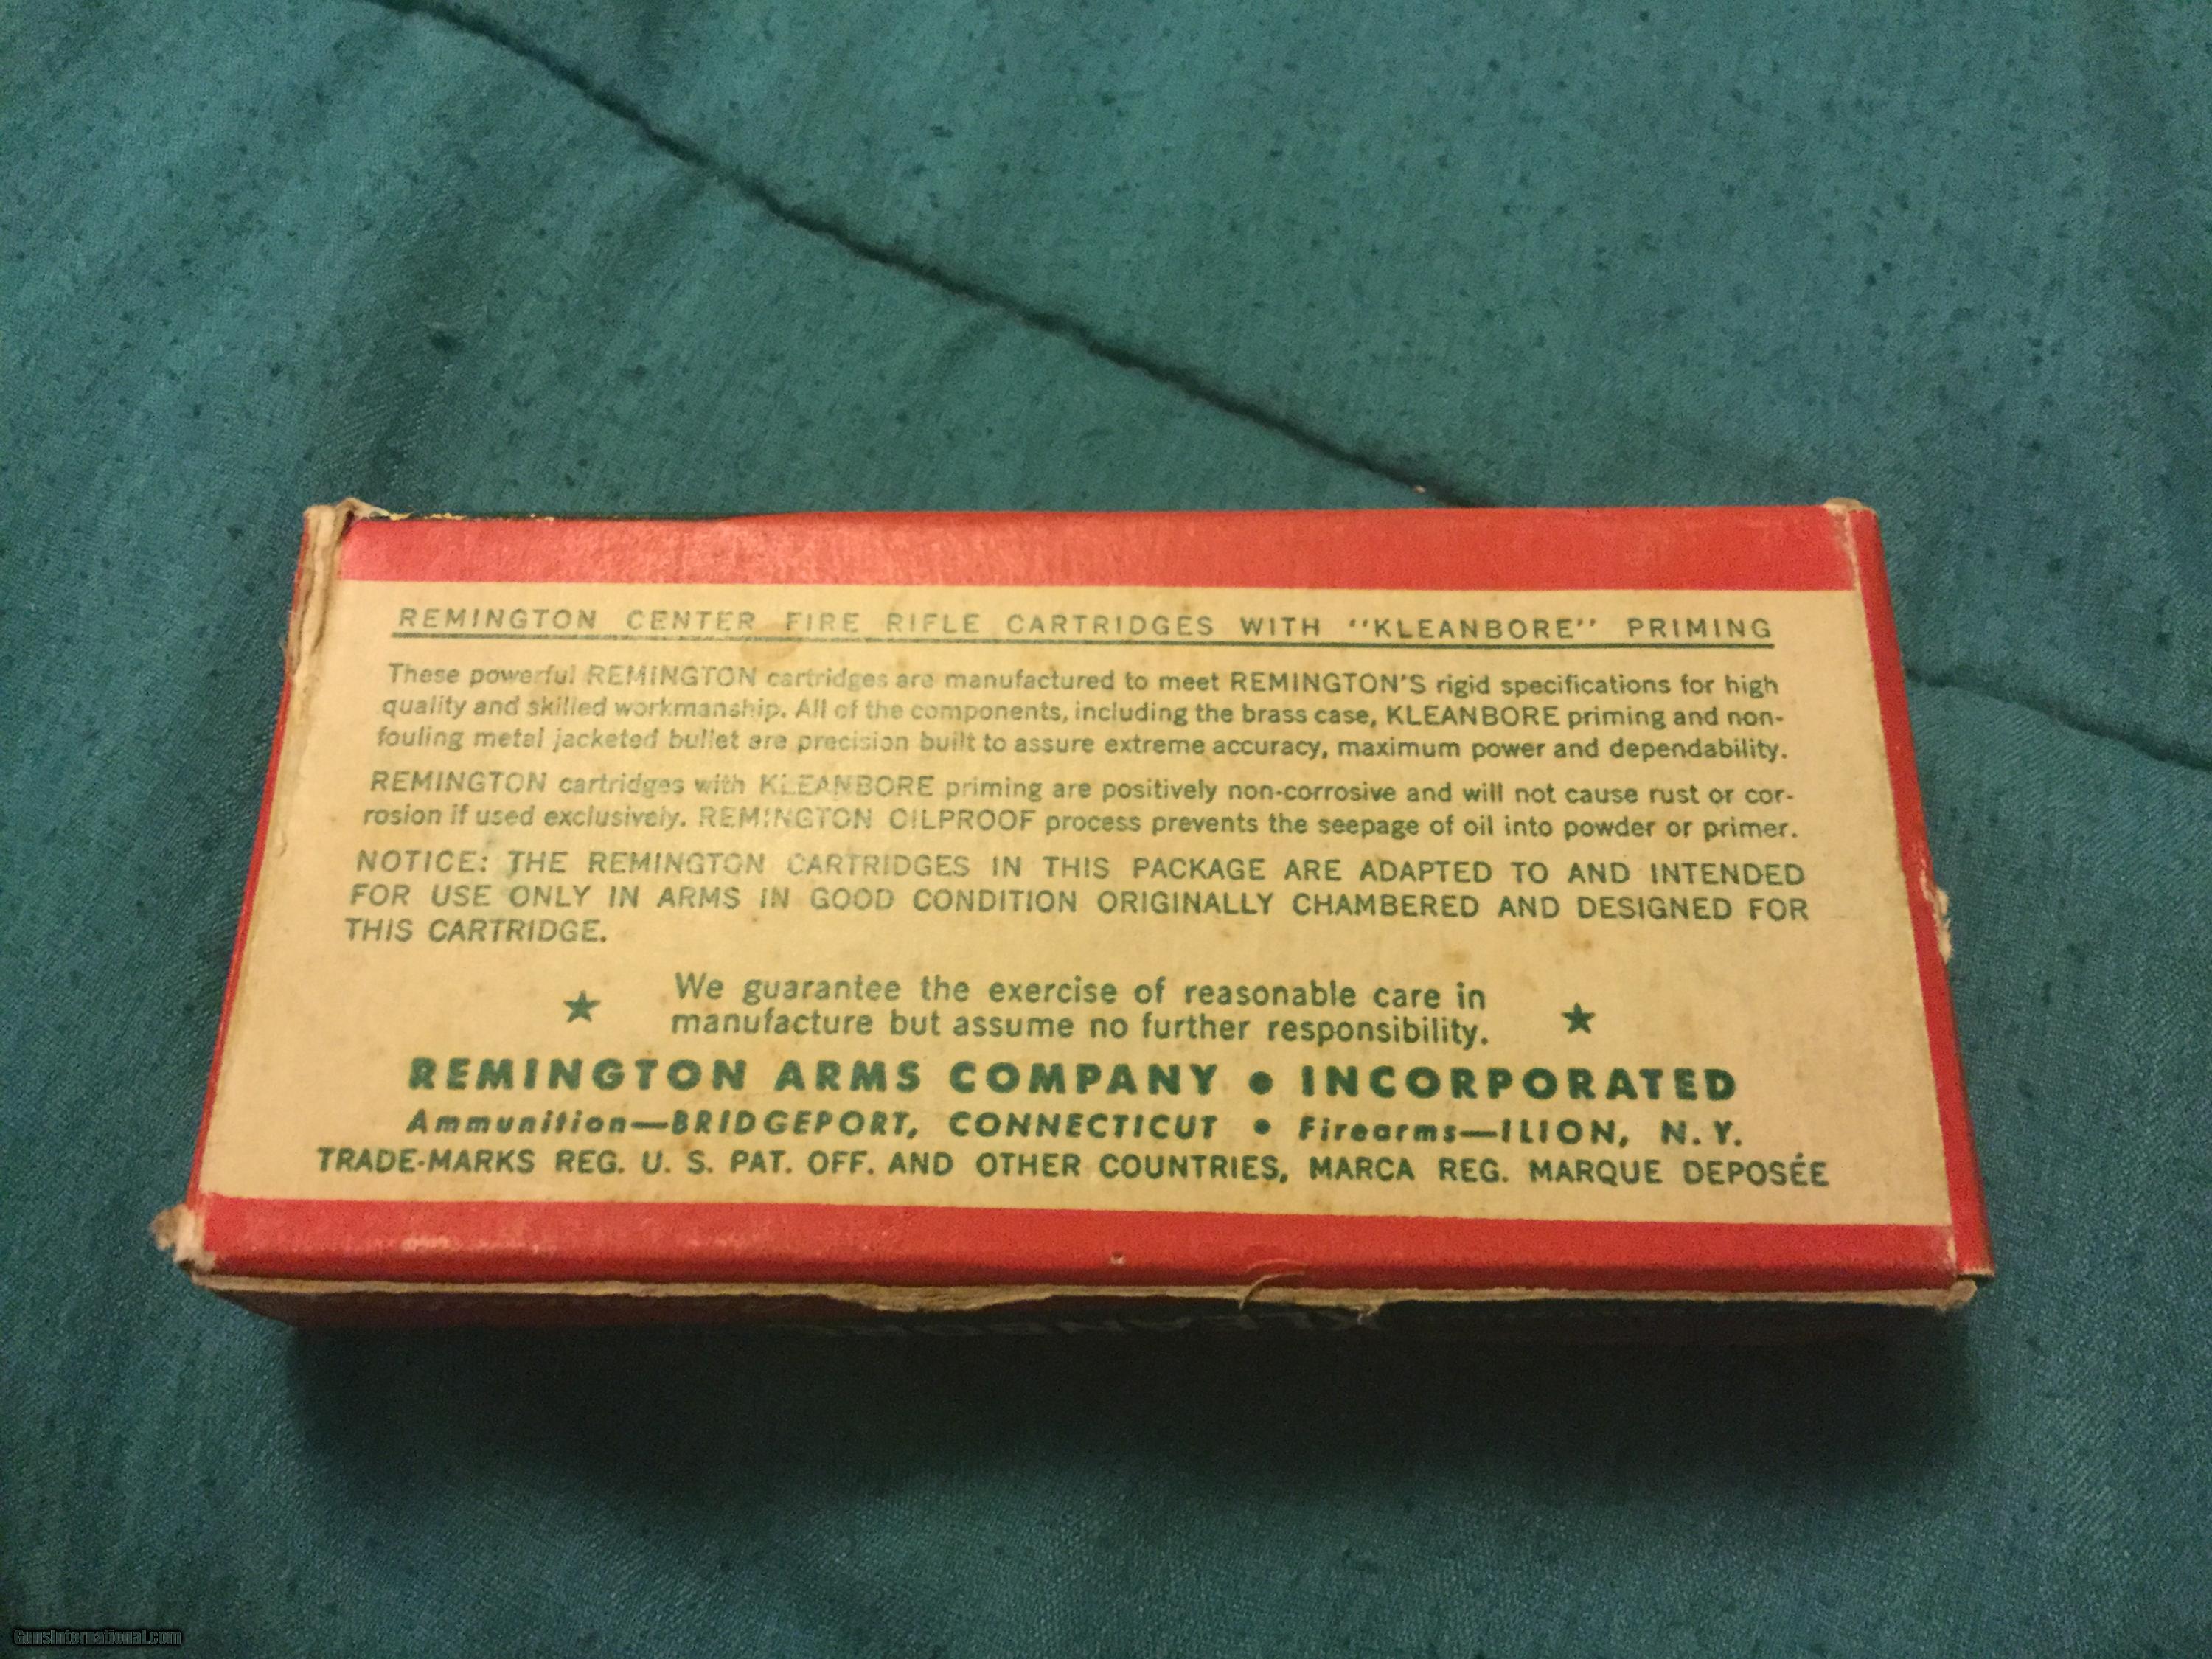 REMINGTON CENTER FIRE RIFLE CARTRIDGES WITH "KLEANBORE" PRIMING
These powerful REMINGTON cartridges are manufactured to meet REMINGTON'S rigid specifications for high
quality and skilled workmanship. All of the components, including the brass case, KLEANBORE priming and non-
fouling metal jacketed bullet are precision built to assure extreme accuracy, maximum power and dependability.
REMINGTON cartridges with KLEANBORE priming are positively non-corrosive and will not cause rust or cor-
rosion if used exclusively. REMINGTON OILPROOF process prevents the seepage of oil into powder or primer.
NOTICE: THE REMINGTON CARTRIDGES IN THIS PACKAGE ARE ADAPTED TO AND INTENDED
FOR USE ONLY IN ARMS IN GOOD CONDITION ORIGINALLY CHAMBERED AND DESIGNED FOR
THIS CARTRIDGE.
★ We guarantee the exercise of reasonable care in ★
manufacture but assume no further responsibility.
REMINGTON ARMS COMPANY • INCORPORATED
Ammunition—BRIDGEPORT, CONNECTICUT • Firearms—ILION, N. Y.
TRADE-MARKS REG. U. S. PAT. OFF. AND OTHER COUNTRIES, MARCA REG. MARQUE DEPOSÉE
GunsInternational.com